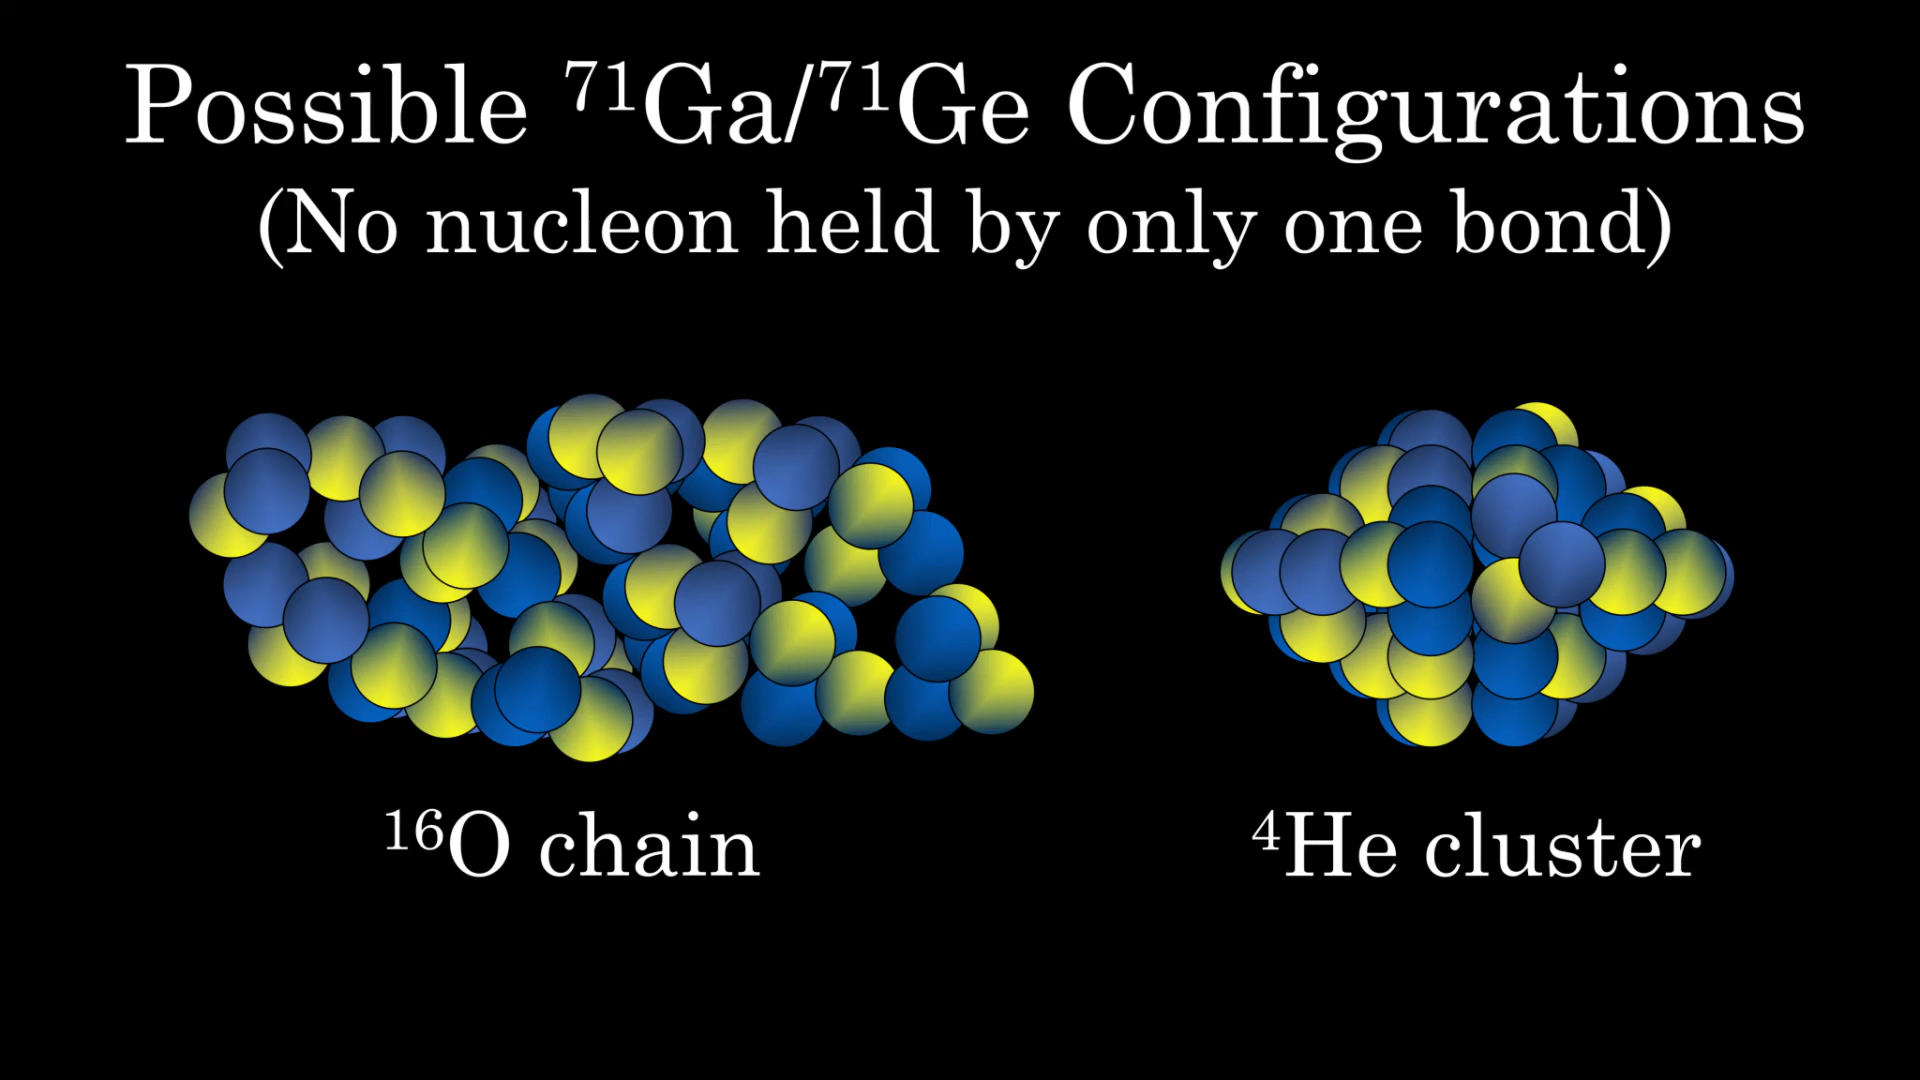 Possible ⁷¹Ga/⁷¹Ge Configurations
(No nucleon held by only one bond)
¹⁶O chain
⁴He cluster